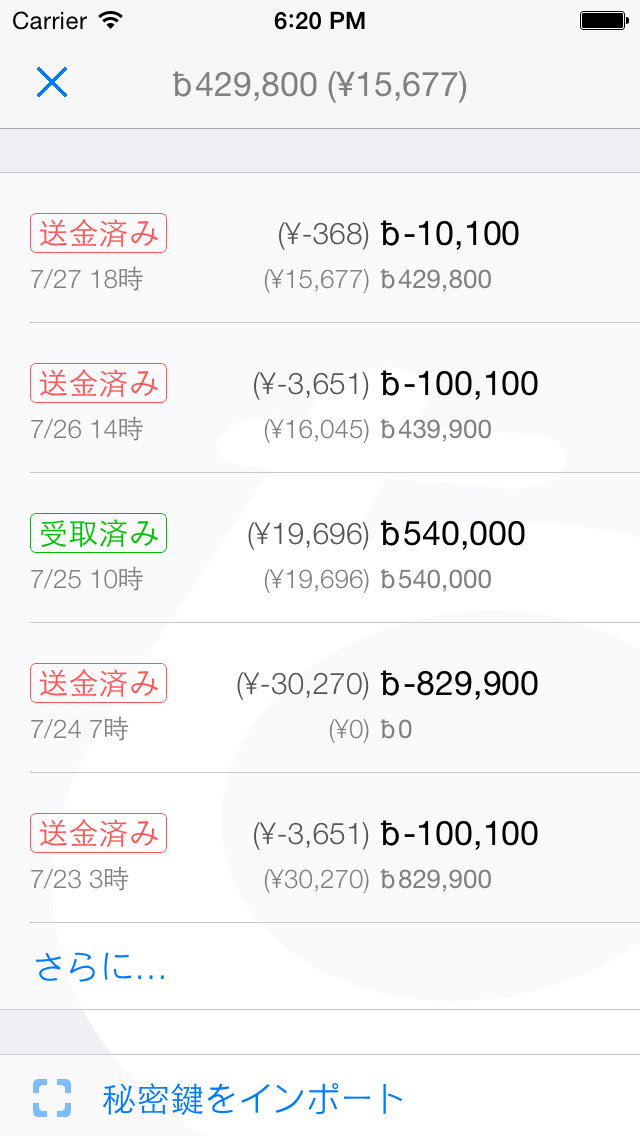 Carrier 6:20 PM
ƀ429,800 (¥15,677)
送金済み (¥-368) ƀ-10,100
7/27 18時 (¥15,677) ƀ429,800
送金済み (¥-3,651) ƀ-100,100
7/26 14時 (¥16,045) ƀ439,900
受取済み (¥19,696) ƀ540,000
7/25 10時 (¥19,696) ƀ540,000
送金済み (¥-30,270) ƀ-829,900
7/24 7時 (¥0) ƀ0
送金済み (¥-3,651) ƀ-100,100
7/23 3時 (¥30,270) ƀ829,900
さらに...
秘密鍵をインポート